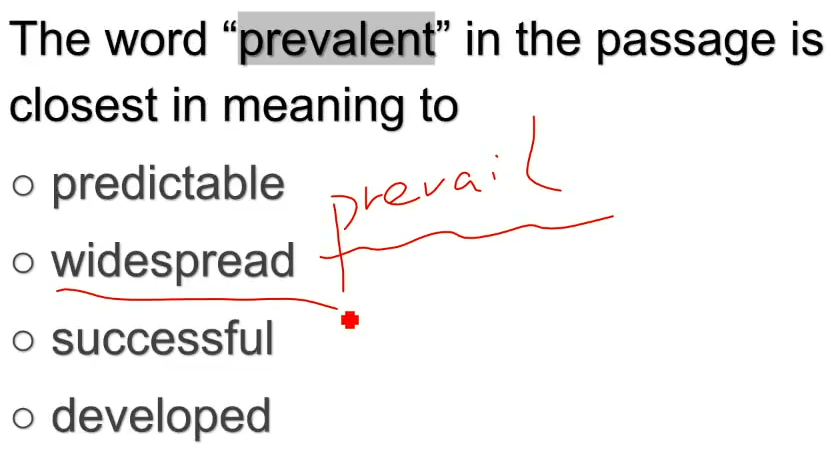 The word “prevalent” in the passage is
closest in meaning to
○ predictable
prevail
○ widespread
○ successful
○ developed